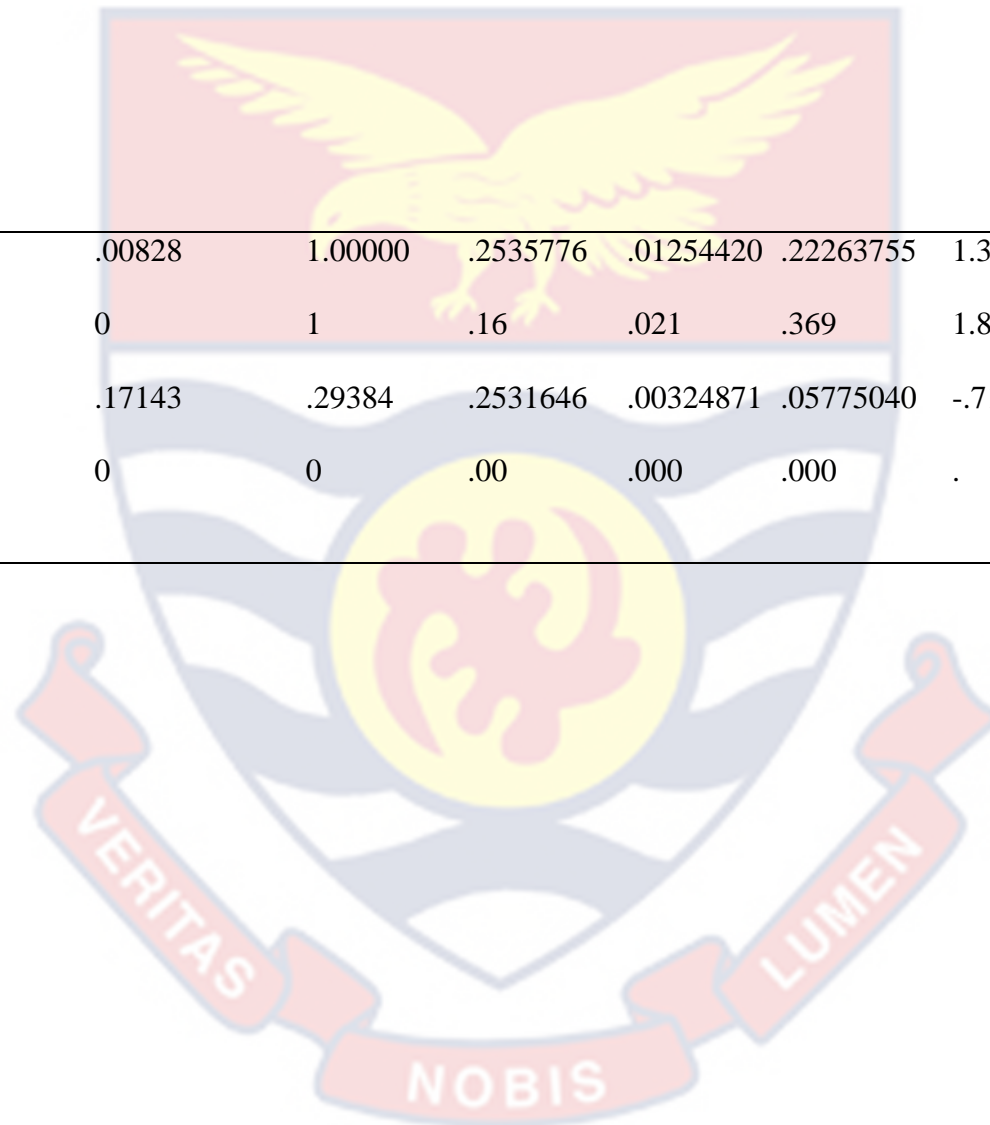 .00828 1.00000 .2535776 .01254420 .22263755 1.3
0 1 .16 .021 .369 1.8
.17143 .29384 .2531646 .00324871 .05775040 -.7
0 0 .00 .000 .000 .
VERITAS NOBIS LUMEN